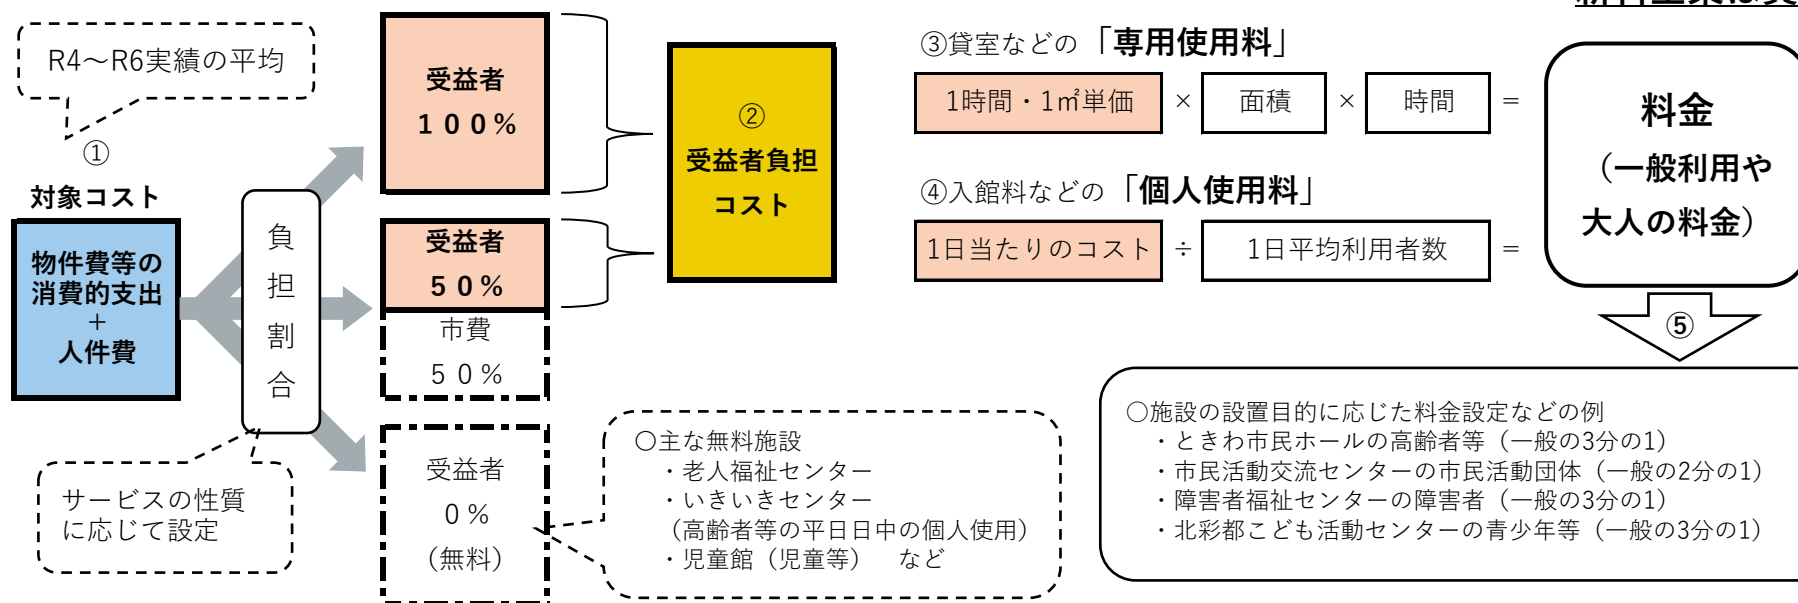 R4～R6実績の平均
①
対象コスト
物件費等の
消費的支出
＋
人件費
負
担
割
合
サービスの性質
に応じて設定
受益者
１００%
受益者
５０%
市費
５０%
受益者
０%
（無料）
②
受益者負担
コスト
〇主な無料施設
・老人福祉センター
・いきいきセンター
（高齢者等の平日日中の個人使用）
・児童館（児童等）　など
③貸室などの「専用使用料」
1時間・1㎡単価 × 面積 × 時間 ＝
④入館料などの「個人使用料」
1日当たりのコスト ÷ 1日平均利用者数 ＝
料金
（一般利用や
大人の料金）
⑤
〇施設の設置目的に応じた料金設定などの例
・ときわ市民ホールの高齢者等（一般の3分の1）
・市民活動交流センターの市民活動団体（一般の2分の1）
・障害者福祉センターの障害者（一般の3分の1）
・北彩都こども活動センターの青少年等（一般の3分の1）